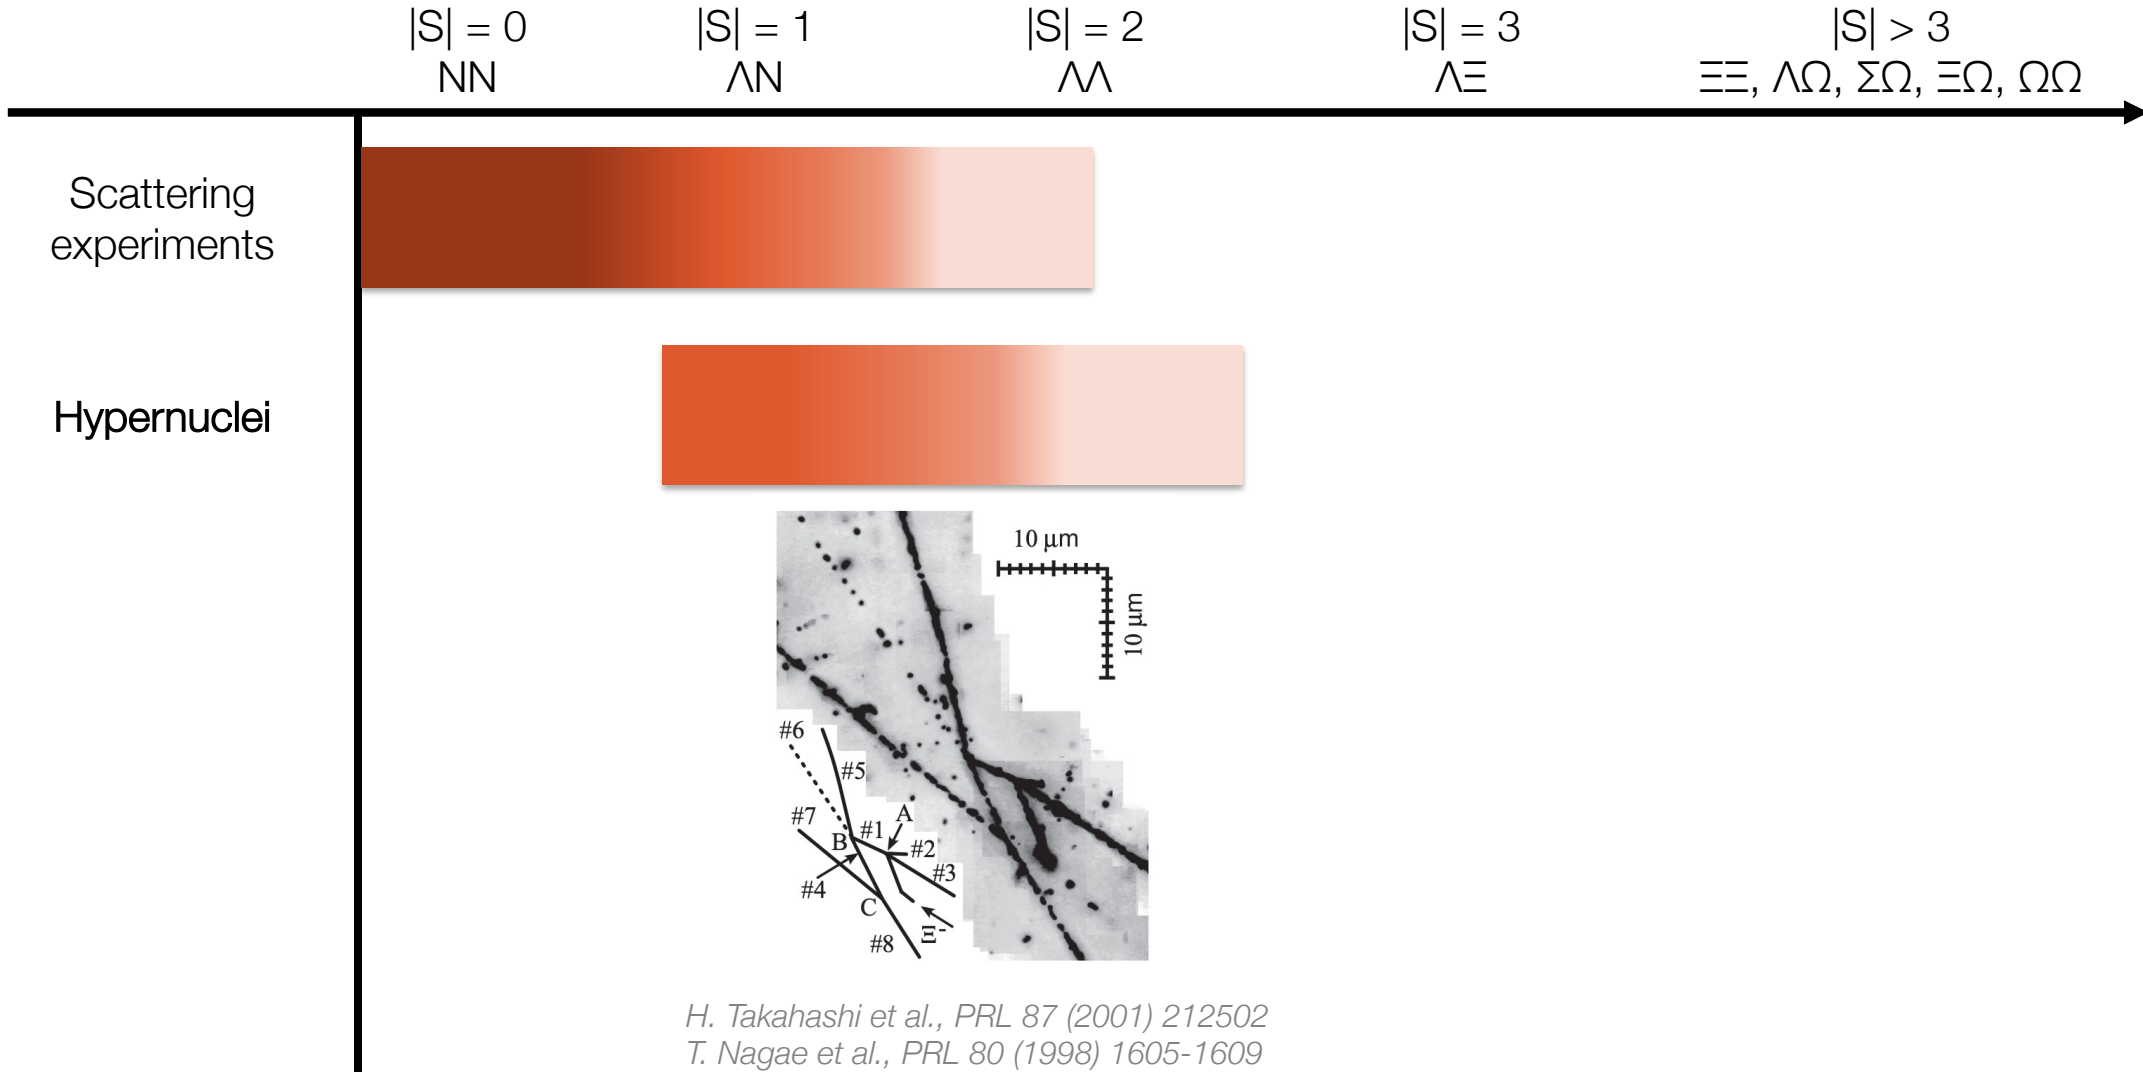 |S| = 0
|S| = 1
|S| = 2
|S| = 3
|S| > 3
NN
ΛN
ΛΛ
ΛΞ
ΞΞ, ΛΩ, ΣΩ, ΞΩ, ΩΩ
Scattering
experiments
Hypernuclei
10 μm
10 μm
#6
#5
#7
A
#1
B
#2
#3
#4
C
Ξ-
#8
H. Takahashi et al., PRL 87 (2001) 212502
T. Nagae et al., PRL 80 (1998) 1605-1609